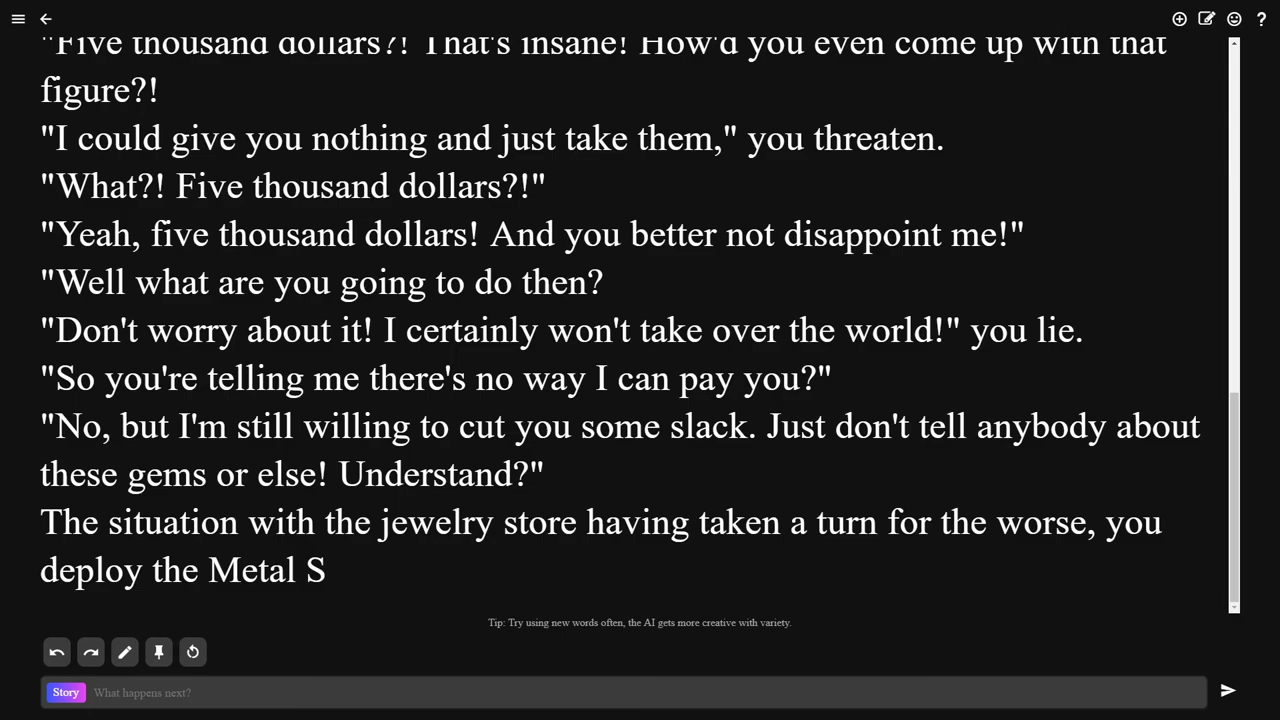 "Five thousand dollars?! That's insane! How'd you even come up with that
figure?!
"I could give you nothing and just take them," you threaten.
"What?! Five thousand dollars?!"
"Yeah, five thousand dollars! And you better not disappoint me!"
"Well what are you going to do then?
"Don't worry about it! I certainly won't take over the world!" you lie.
"So you're telling me there's no way I can pay you?"
"No, but I'm still willing to cut you some slack. Just don't tell anybody about
these gems or else! Understand?"
The situation with the jewelry store having taken a turn for the worse, you
deploy the Metal S
Tip: Try using new words often, the AI gets more creative with variety.
Story What happens next?